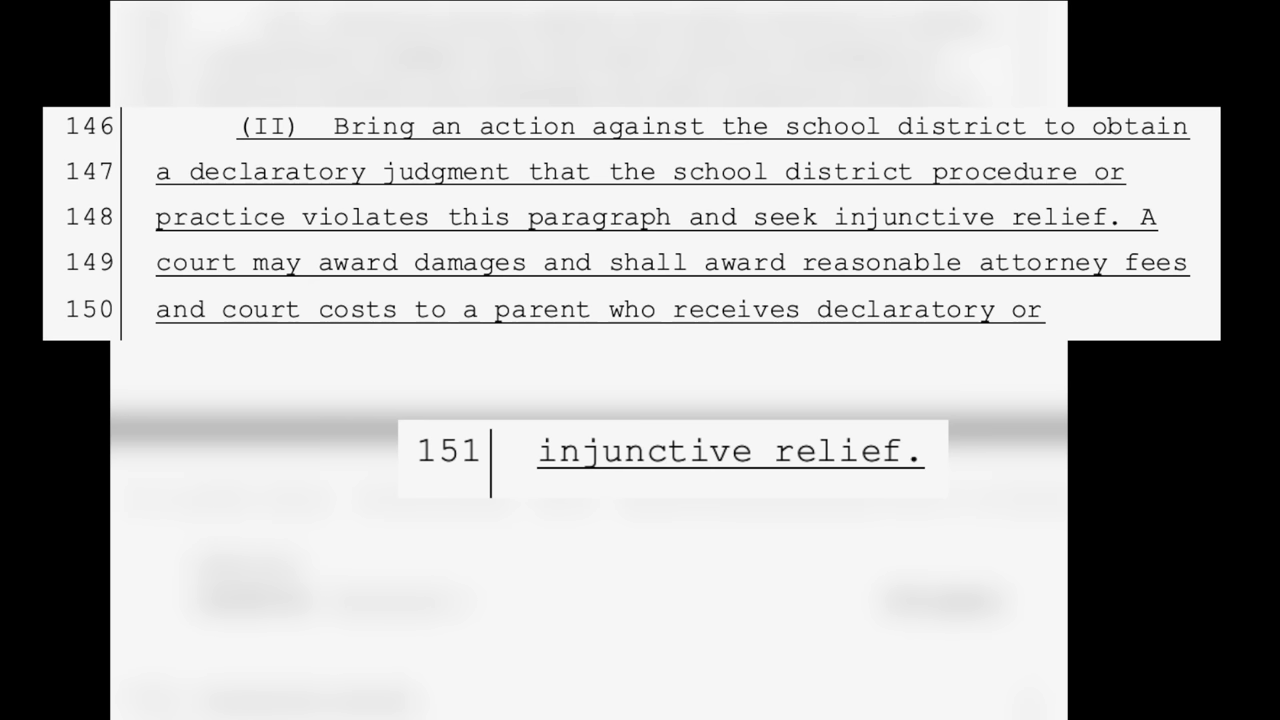 146 (II) Bring an action against the school district to obtain
147 a declaratory judgment that the school district procedure or
148 practice violates this paragraph and seek injunctive relief. A
149 court may award damages and shall award reasonable attorney fees
150 and court costs to a parent who receives declaratory or
151 injunctive relief.